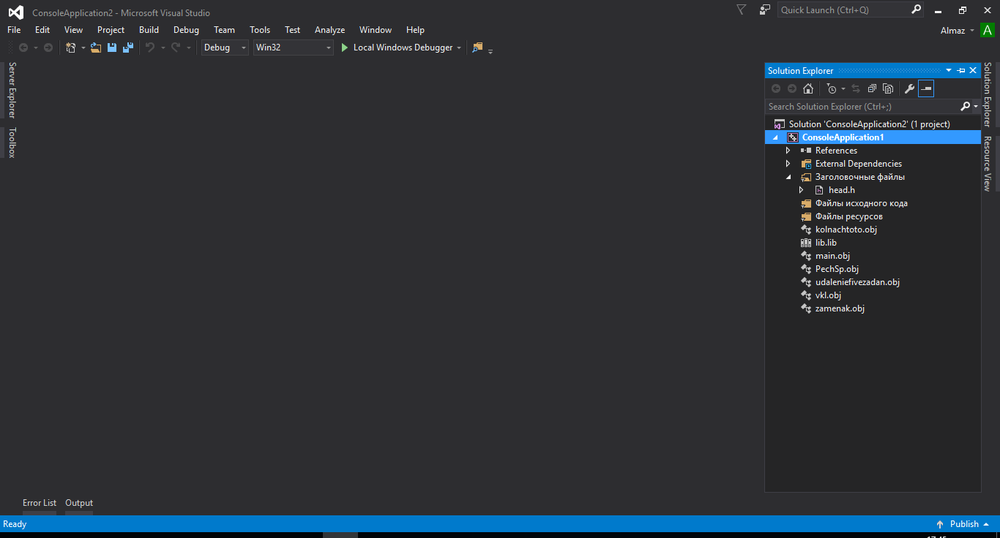 ConsoleApplication2 - Microsoft Visual Studio
Quick Launch (Ctrl+Q)
File Edit View Project Build Debug Team Tools Test Analyze Window Help
Almaz A
Debug Win32 Local Windows Debugger
Server Explorer
Toolbox
Solution Explorer
Search Solution Explorer (Ctrl+;)
Solution 'ConsoleApplication2' (1 project)
ConsoleApplication1
References
External Dependencies
Заголовочные файлы
head.h
Файлы исходного кода
Файлы ресурсов
kolnachtoto.obj
lib.lib
main.obj
PechSp.obj
udaleniefivezadan.obj
vkl.obj
zamenak.obj
Solution Explorer
Resource View
Error List Output
Ready
Publish